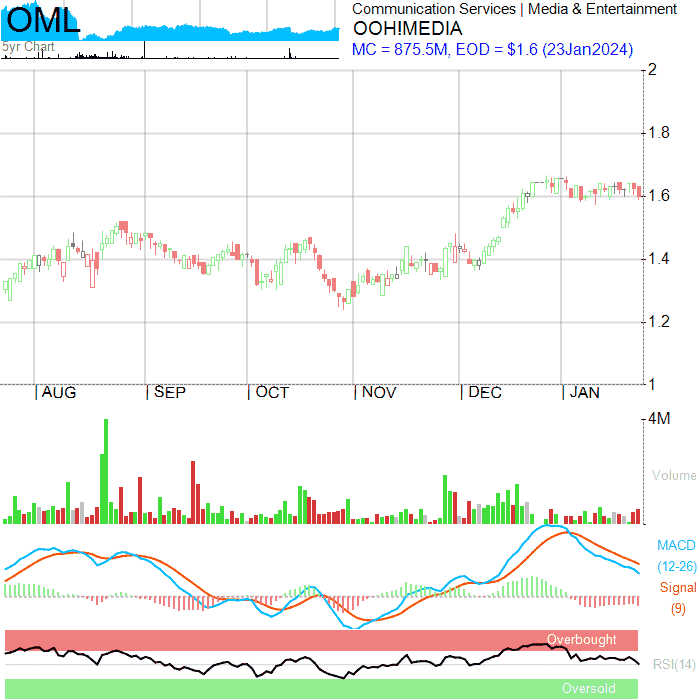 OML
5yr Chart
Communication Services | Media & Entertainment
OOH!MEDIA
MC = 875.5M, EOD = $1.6 (23Jan2024)
2
1.8
1.6
1.4
1.2
1
AUG SEP OCT NOV DEC JAN
4M
Volume
MACD
(12-26)
Signal
(9)
Overbought
RSI(14)
Oversold